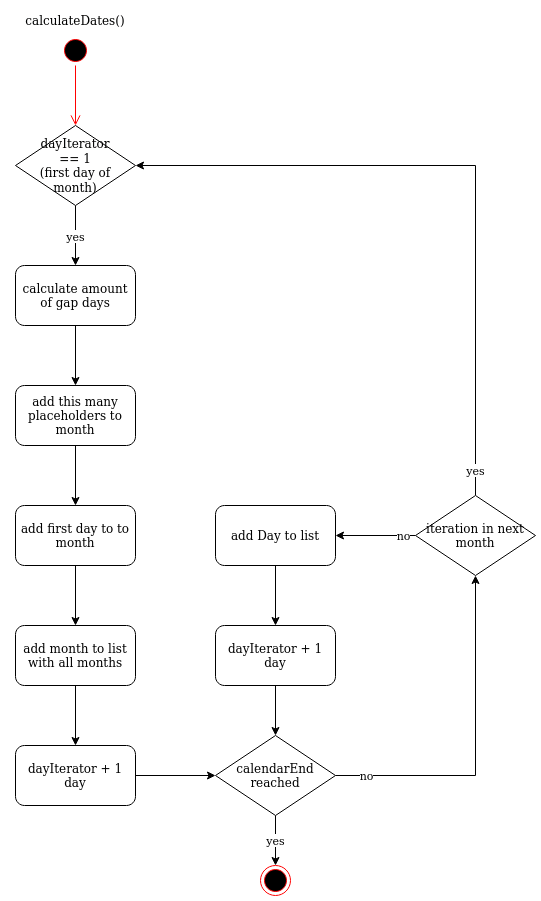 calculateDates()
dayIterator
== 1
(first day of
month)
yes
calculate amount
of gap days
add this many
placeholders to
month
add first day to to
month
add month to list
with all months
dayIterator + 1
day
add Day to list
dayIterator + 1
day
calendarEnd
reached
yes
no
iteration in next
month
no
yes